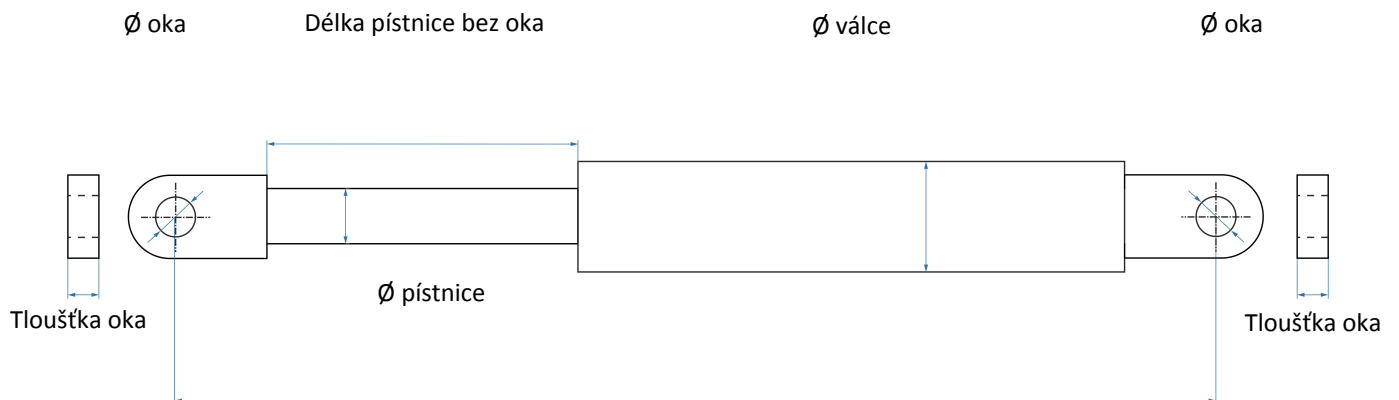 Ø oka
Délka pístnice bez oka
Ø válce
Ø oka
Ø pístnice
Tloušťka oka
Tloušťka oka